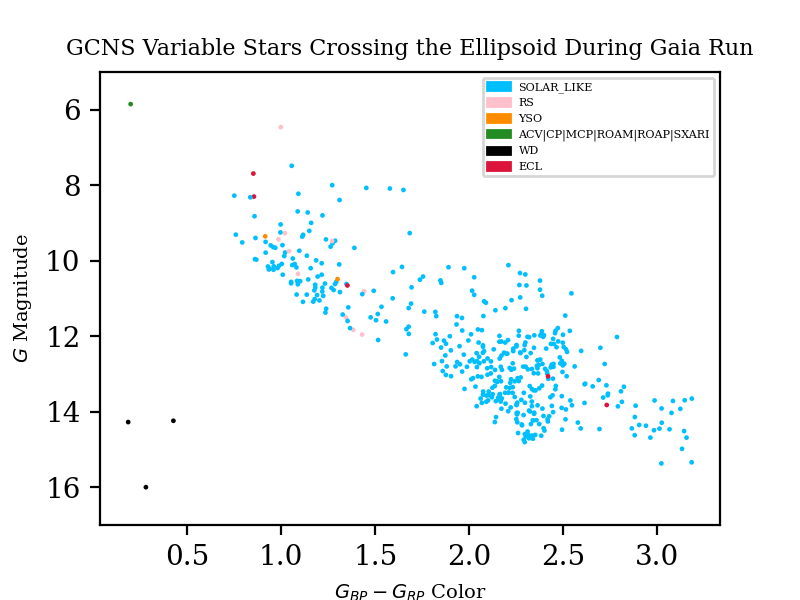 GCNS Variable Stars Crossing the Ellipsoid During Gaia Run
SOLAR_LIKE
RS
YSO
ACV|CP|MCP|ROAM|ROAP|SXARI
WD
ECL
G Magnitude
6
8
10
12
14
16
0.5 1.0 1.5 2.0 2.5 3.0
G_BP − G_RP Color